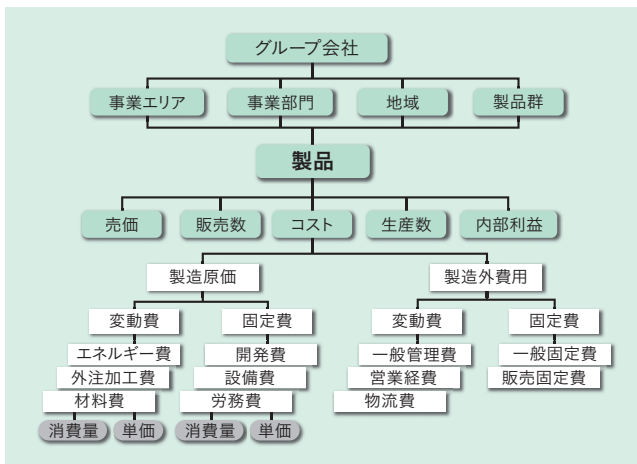 グループ会社
事業エリア 事業部門 地域 製品群
製品
売価 販売数 コスト 生産数 内部利益
製造原価 製造外費用
変動費 固定費 変動費 固定費
エネルギー費 開発費 一般管理費 一般固定費
外注加工費 設備費 営業経費 販売固定費
材料費 労務費 物流費
消費量 単価 消費量 単価